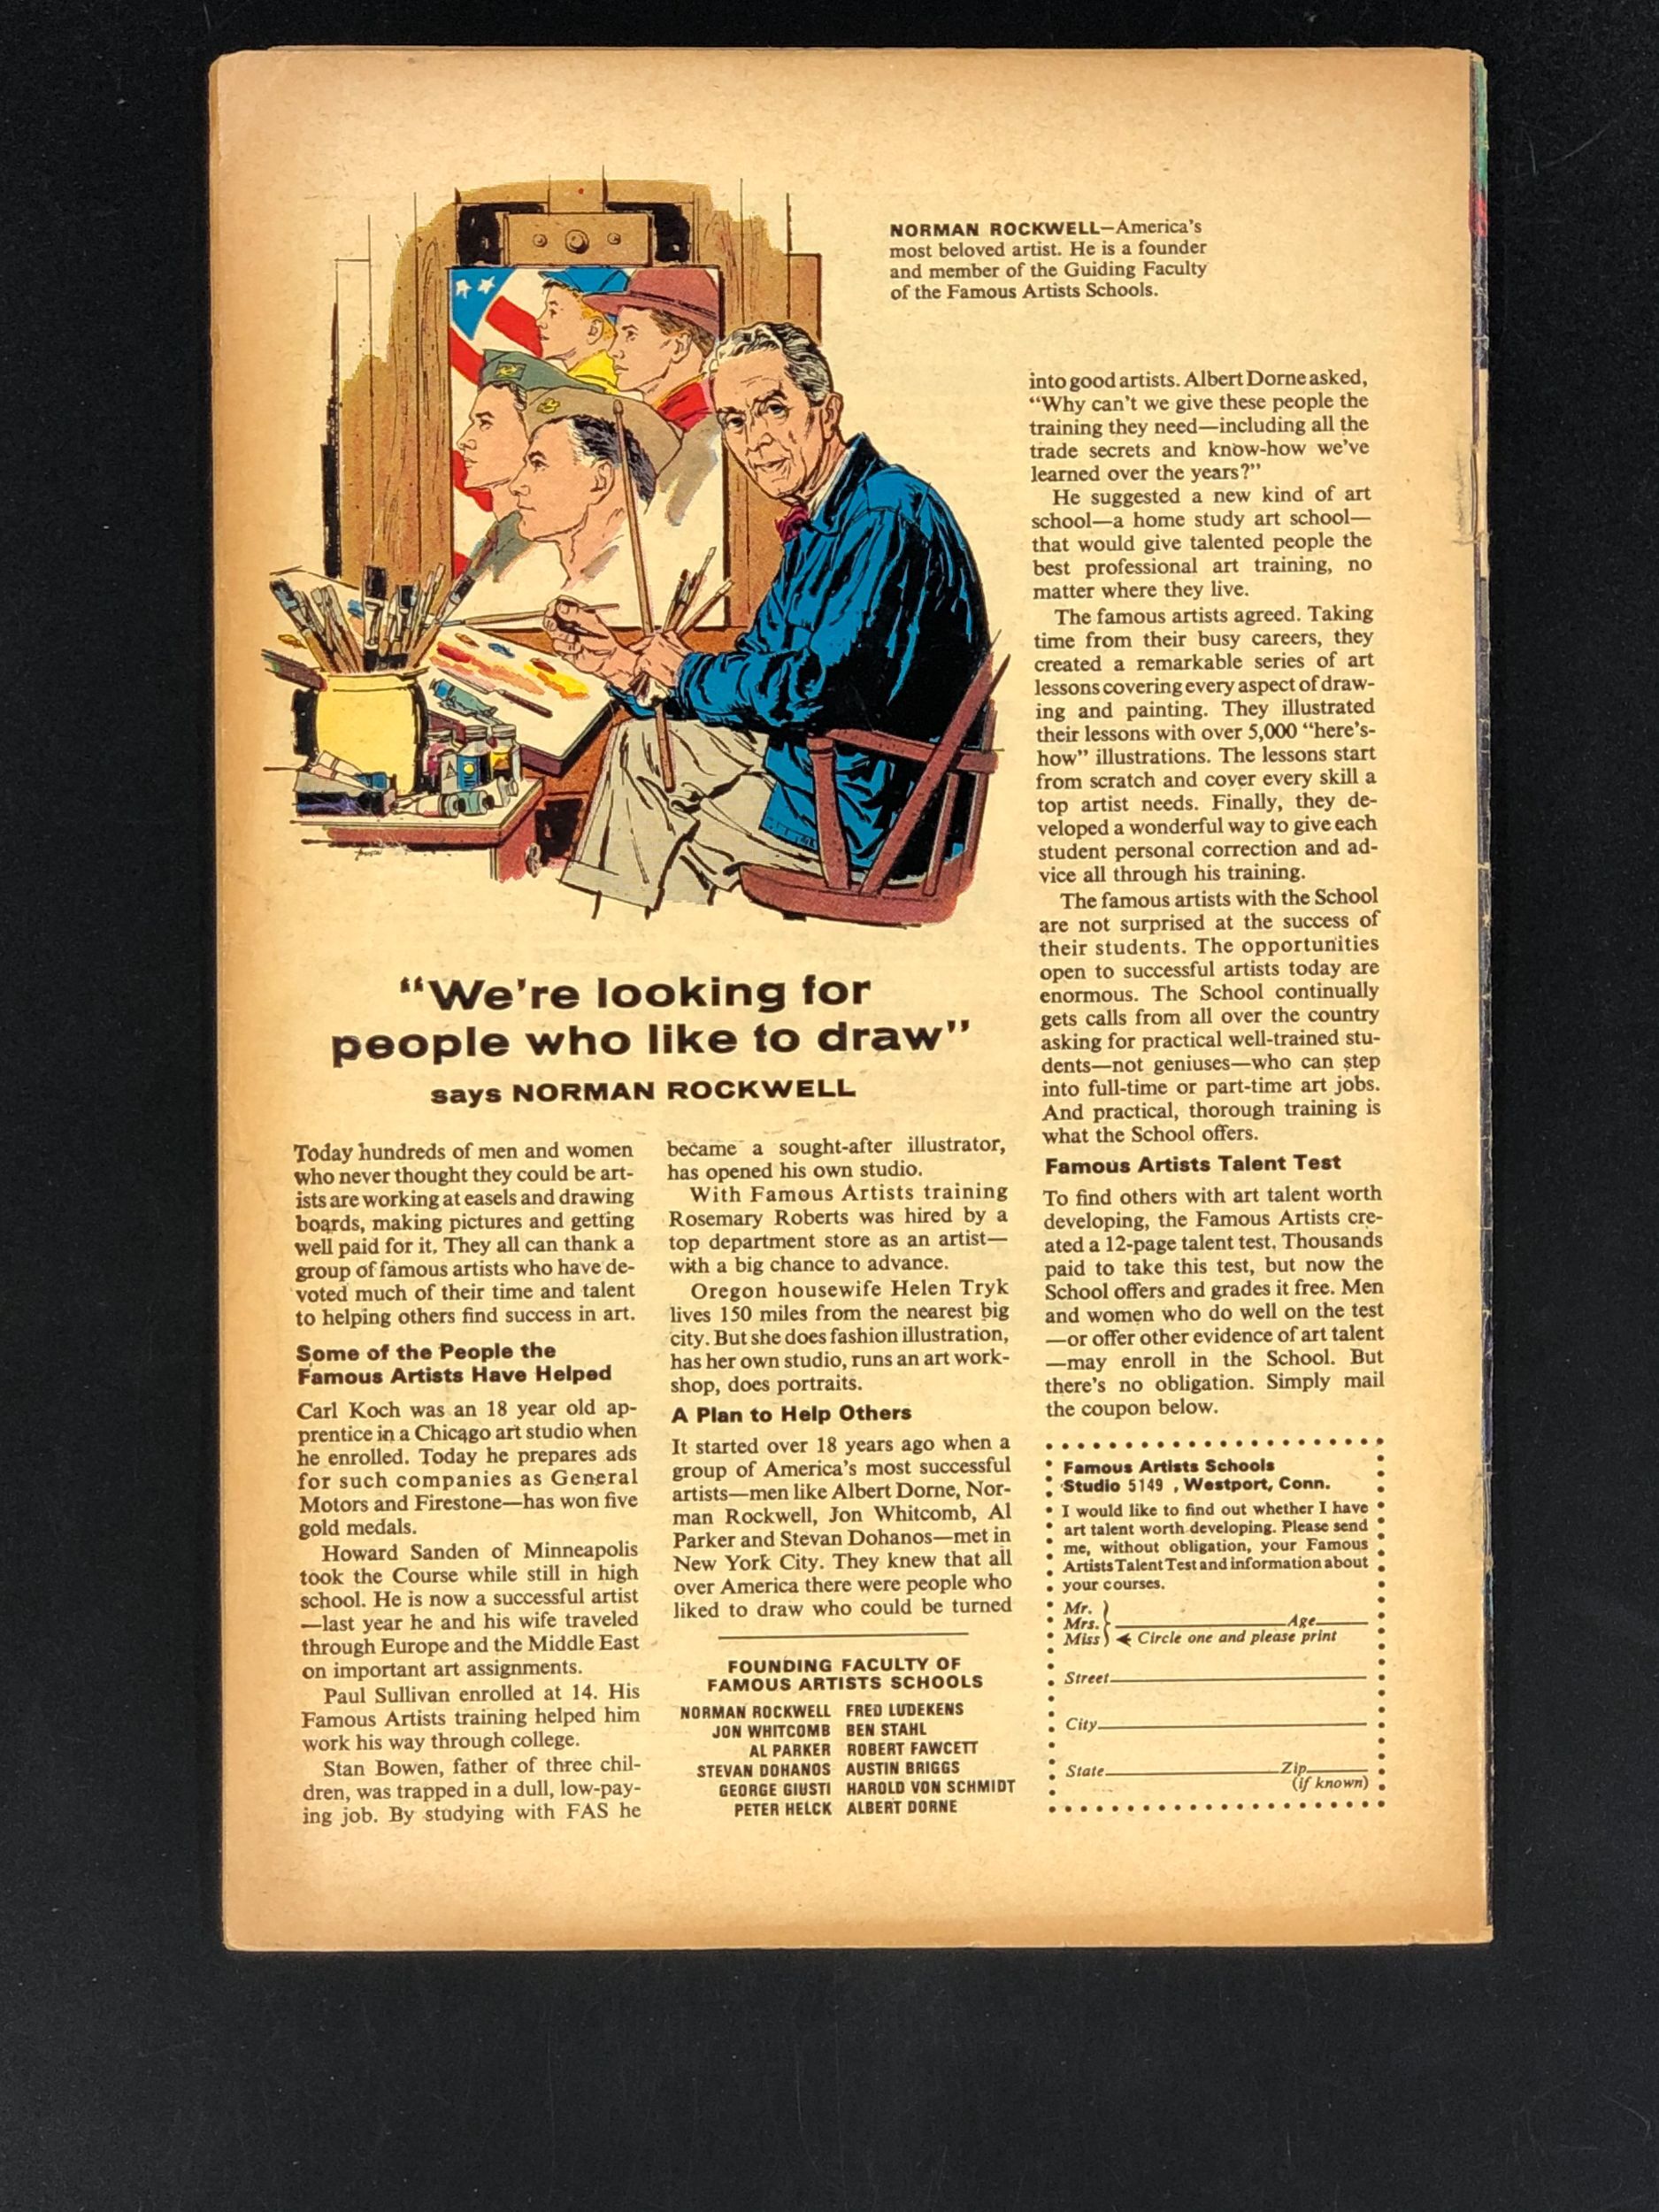 NORMAN ROCKWELL—America's
most beloved artist. He is a founder
and member of the Guiding Faculty
of the Famous Artists Schools.
"We're looking for
people who like to draw"
says NORMAN ROCKWELL
Today hundreds of men and women
who never thought they could be art-
ists are working at easels and drawing
boards, making pictures and getting
well paid for it. They all can thank a
group of famous artists who have de-
voted much of their time and talent
to helping others find success in art.
Some of the People the
Famous Artists Have Helped
Carl Koch was an 18 year old ap-
prentice in a Chicago art studio when
he enrolled. Today he prepares ads
for such companies as General
Motors and Firestone—has won five
gold medals.
Howard Sanden of Minneapolis
took the Course while still in high
school. He is now a successful artist
—last year he and his wife traveled
through Europe and the Middle East
on important art assignments.
Paul Sullivan enrolled at 14. His
Famous Artists training helped him
work his way through college.
Stan Bowen, father of three chil-
dren, was trapped in a dull, low-pay-
ing job. By studying with FAS he
became a sought-after illustrator,
has opened his own studio.
With Famous Artists training
Rosemary Roberts was hired by a
top department store as an artist—
with a big chance to advance.
Oregon housewife Helen Tryk
lives 150 miles from the nearest big
city. But she does fashion illustration,
has her own studio, runs an art work-
shop, does portraits.
A Plan to Help Others
It started over 18 years ago when a
group of America's most successful
artists—men like Albert Dorne, Nor-
man Rockwell, Jon Whitcomb, Al
Parker and Stevan Dohanos—met in
New York City. They knew that all
over America there were people who
liked to draw who could be turned
FOUNDING FACULTY OF
FAMOUS ARTISTS SCHOOLS
NORMAN ROCKWELL FRED LUDEKENS
JON WHITCOMB BEN STAHL
AL PARKER ROBERT FAWCETT
STEVAN DOHANOS AUSTIN BRIGGS
GEORGE GIUSTI HAROLD VON SCHMIDT
PETER HELCK ALBERT DORNE
into good artists. Albert Dorne asked,
"Why can't we give these people the
training they need—including all the
trade secrets and know-how we've
learned over the years?"
He suggested a new kind of art
school—a home study art school—
that would give talented people the
best professional art training, no
matter where they live.
The famous artists agreed. Taking
time from their busy careers, they
created a remarkable series of art
lessons covering every aspect of draw-
ing and painting. They illustrated
their lessons with over 5,000 "here's-
how" illustrations. The lessons start
from scratch and cover every skill a
top artist needs. Finally, they de-
veloped a wonderful way to give each
student personal correction and ad-
vice all through his training.
The famous artists with the School
are not surprised at the success of
their students. The opportunities
open to successful artists today are
enormous. The School continually
gets calls from all over the country
asking for practical well-trained stu-
dents—not geniuses—who can step
into full-time or part-time art jobs.
And practical, thorough training is
what the School offers.
Famous Artists Talent Test
To find others with art talent worth
developing, the Famous Artists cre-
ated a 12-page talent test. Thousands
paid to take this test, but now the
School offers and grades it free. Men
and women who do well on the test
—or offer other evidence of art talent
—may enroll in the School. But
there's no obligation. Simply mail
the coupon below.
Famous Artists Schools
Studio 5149 , Westport, Conn.
I would like to find out whether I have
art talent worth developing. Please send
me, without obligation, your Famous
Artists Talent Test and information about
your courses.
Mr.
Mrs. Age
Miss Circle one and please print
Street
City
State Zip
(if known)